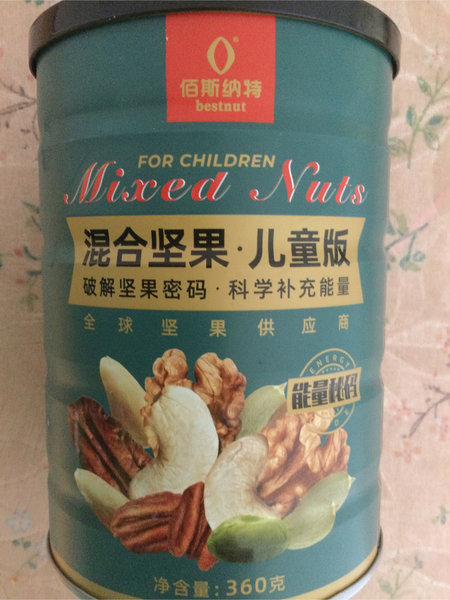 佰斯纳特
bestnut
FOR CHILDREN
Mixed Nuts
混合坚果·儿童版
破解坚果密码·科学补充能量
全球坚果供应商
ENERGY
能量密码
CODE
净含量:360克